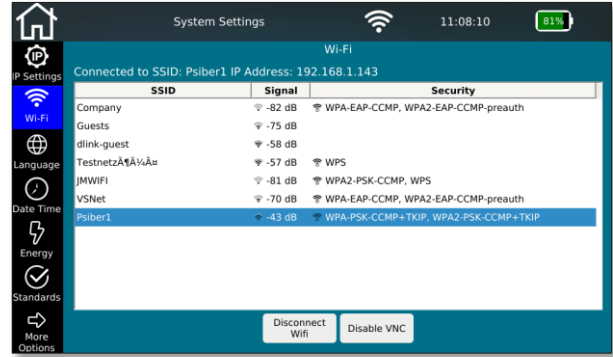 System Settings 11:08:10 81%
IP
IP Settings
Wi-Fi
Language
Date Time
Energy
Standards
More
Options
Wi-Fi
Connected to SSID: Psiber1 IP Address: 192.168.1.143
SSID Signal Security
Company -82 dB WPA-EAP-CCMP, WPA2-EAP-CCMP-preauth
Guests -75 dB
dlink-guest -58 dB
TestnetzÃ¶Ã¼Ã¤ -57 dB WPS
JMWIFI -81 dB WPA2-PSK-CCMP, WPS
VSNet -70 dB WPA-EAP-CCMP, WPA2-EAP-CCMP-preauth
Psiber1 -43 dB WPA-PSK-CCMP+TKIP, WPA2-PSK-CCMP+TKIP
Disconnect
Wifi
Disable VNC